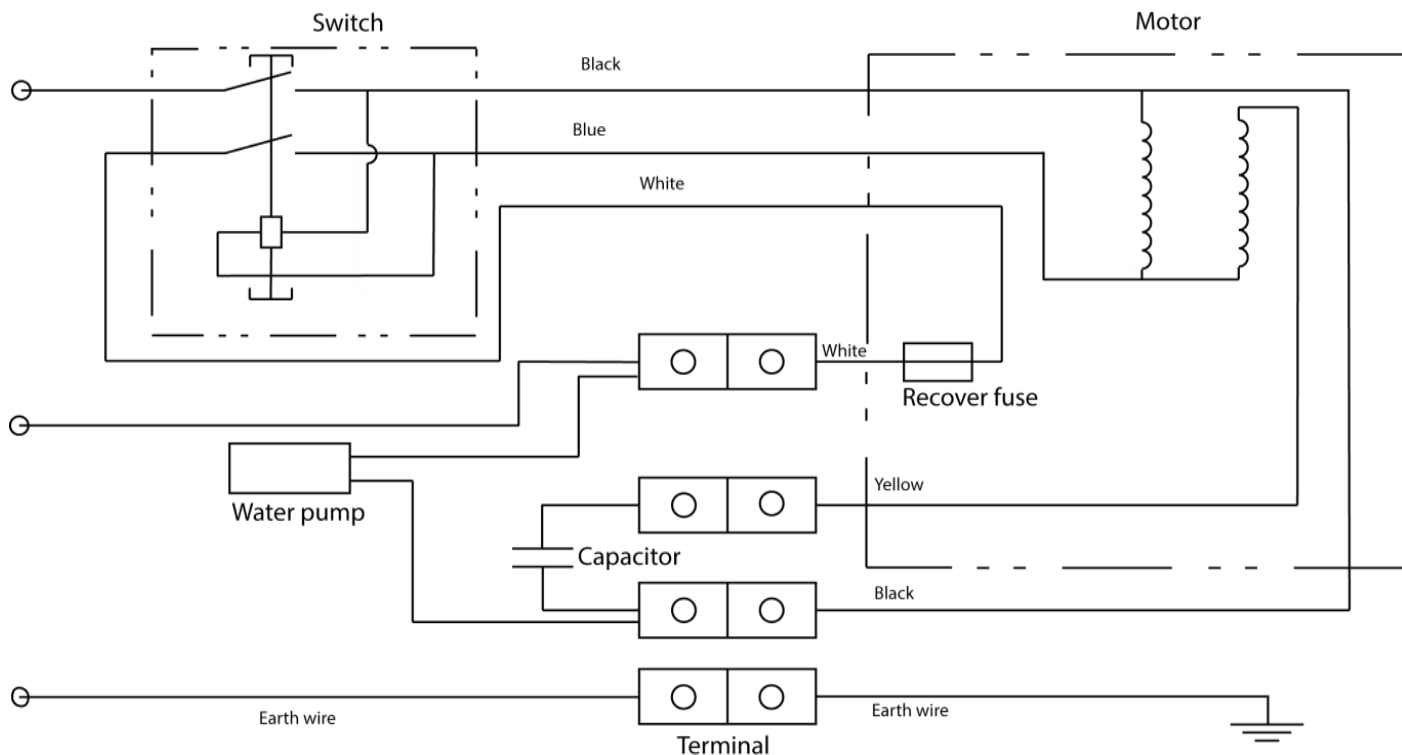 Switch
Motor
Black
Blue
White
White
Recover fuse
Water pump
Yellow
Capacitor
Black
Earth wire
Earth wire
Terminal